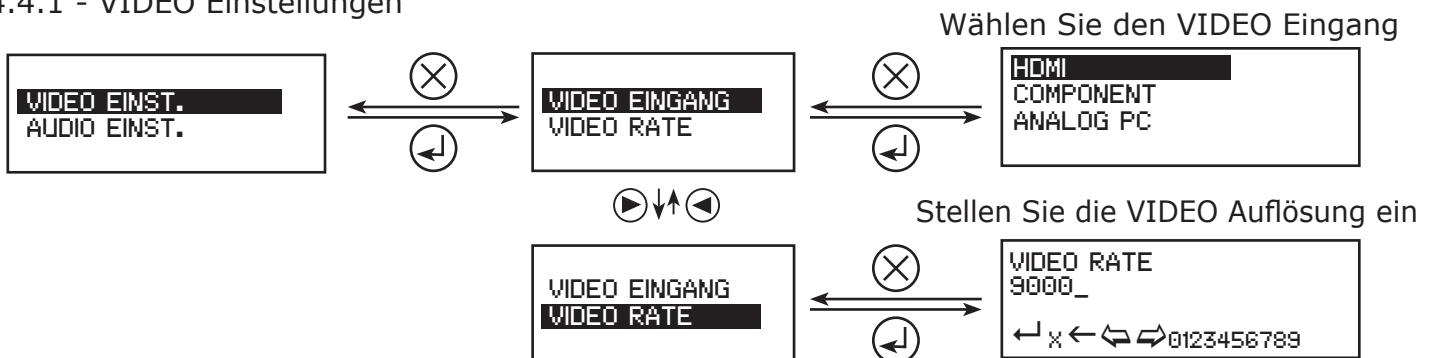 4.4.1 - VIDEO Einstellungen
Wählen Sie den VIDEO Eingang
VIDEO EINST.
AUDIO EINST.
VIDEO EINGANG
VIDEO RATE
HDMI
COMPONENT
ANALOG PC
Stellen Sie die VIDEO Auflösung ein
VIDEO EINGANG
VIDEO RATE
VIDEO RATE
9000_
↵ x ← ⇦ ⇨ 0123456789